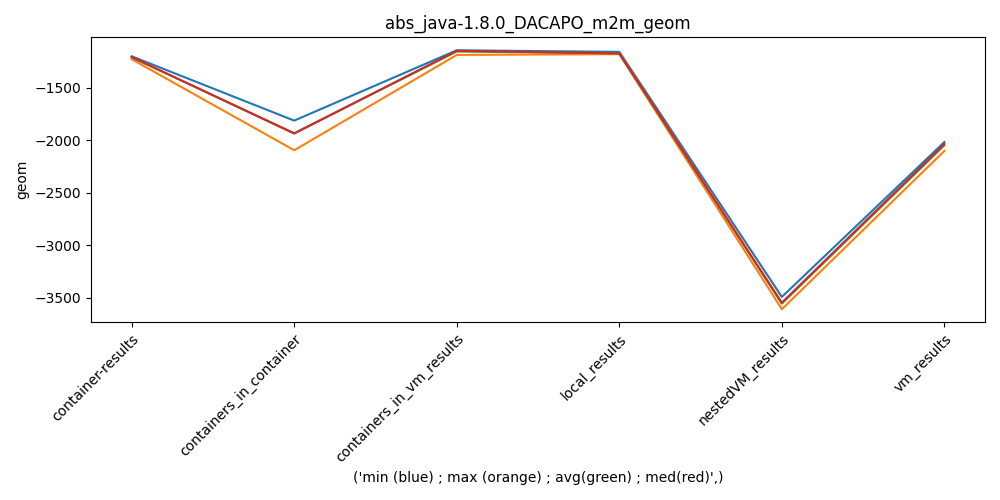 abs_java-1.8.0_DACAPO_m2m_geom
geom
−1500
−2000
−2500
−3000
−3500
container-results
containers_in_container
containers_in_vm_results
local_results
nestedVM_results
vm_results
('min (blue) ; max (orange) ; avg(green) ; med(red)',)